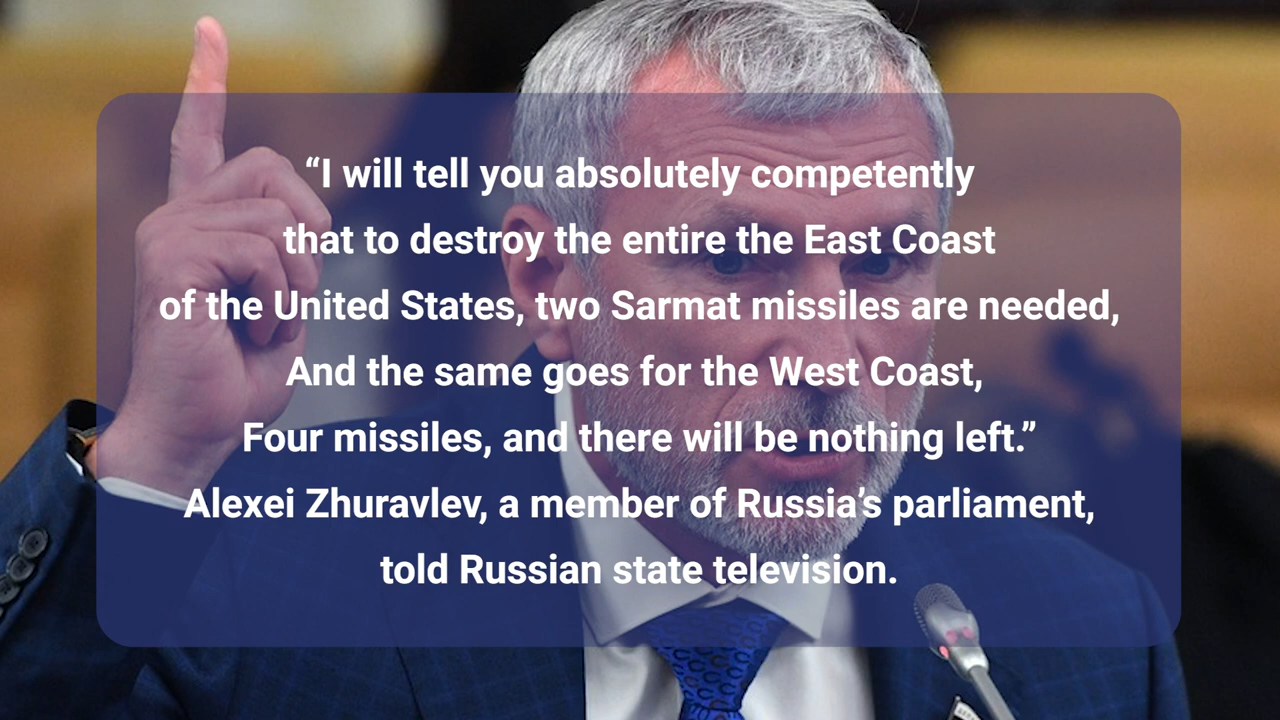 “I will tell you absolutely competently
that to destroy the entire the East Coast
of the United States, two Sarmat missiles are needed,
And the same goes for the West Coast,
Four missiles, and there will be nothing left.”
Alexei Zhuravlev, a member of Russia’s parliament,
told Russian state television.